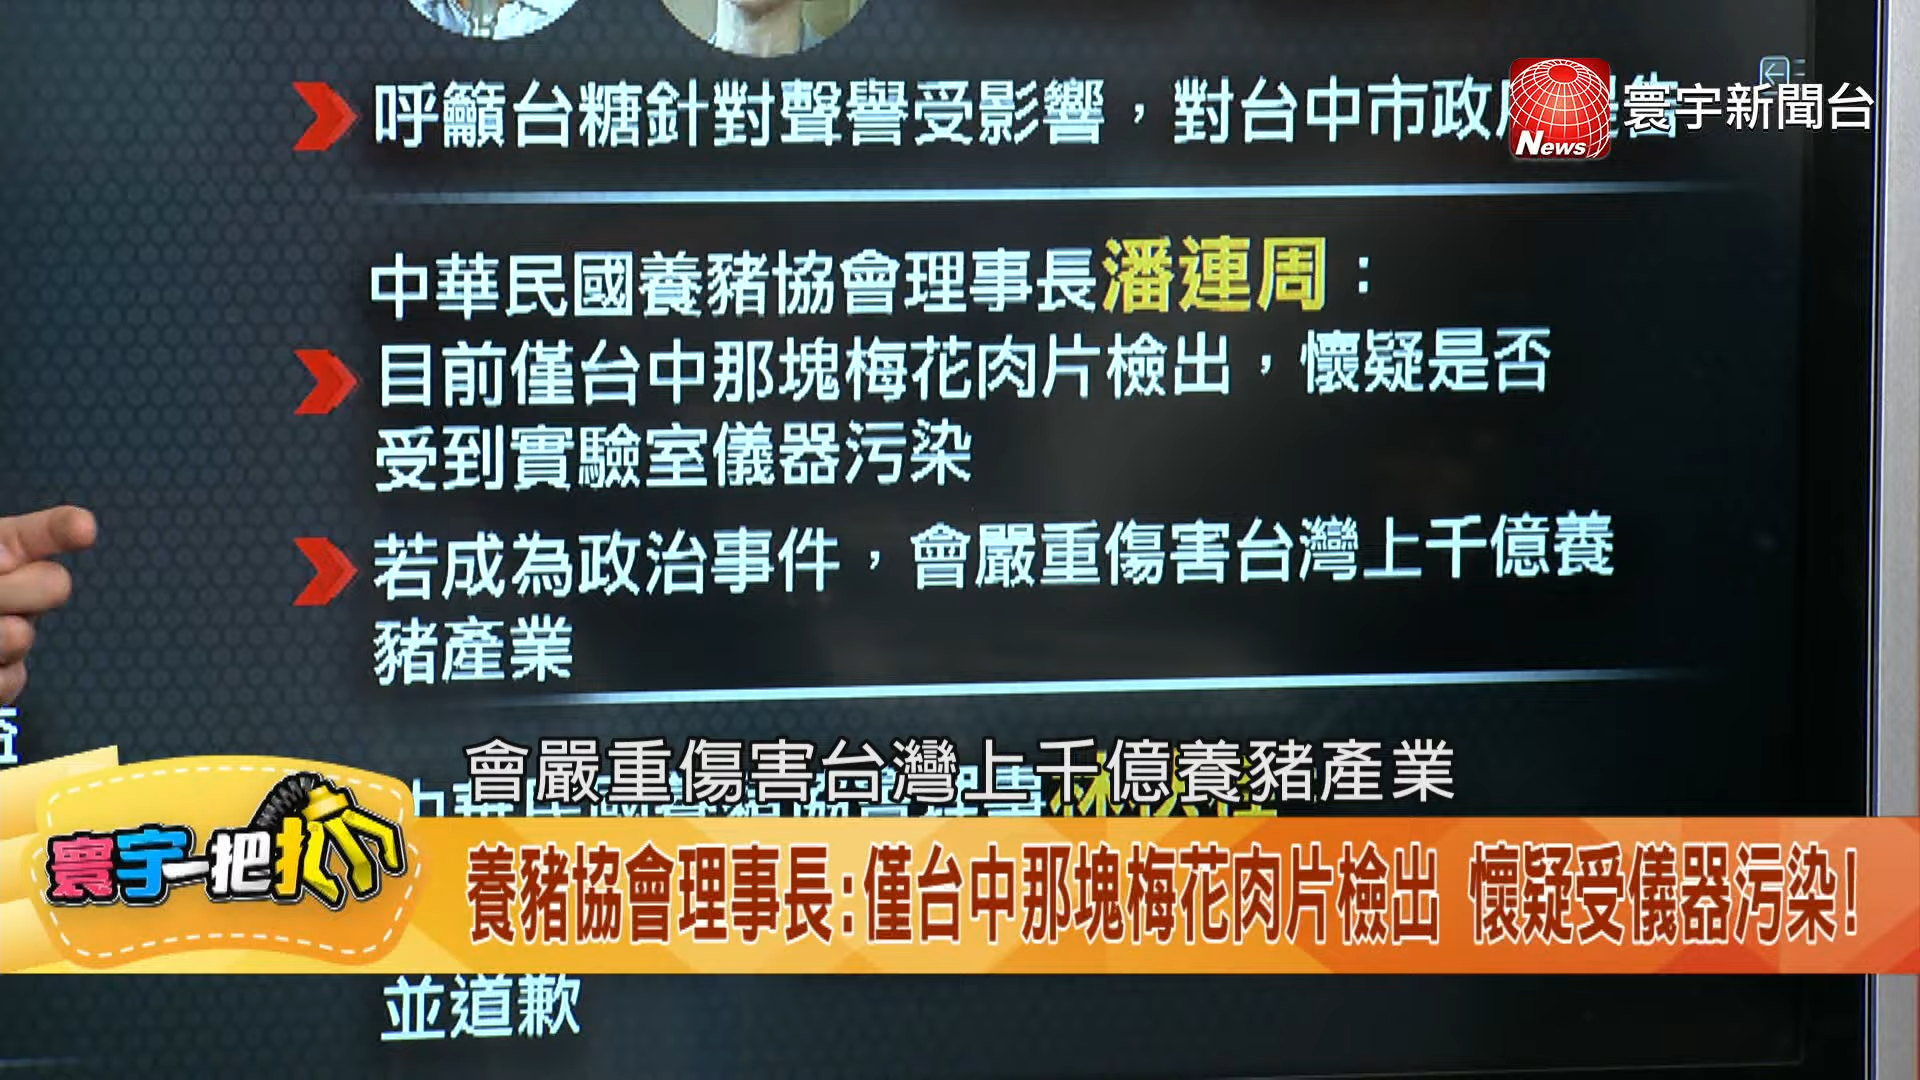 呼籲台糖針對聲譽受影響，對台中市政府提告
寰宇新聞台
News
中華民國養豬協會理事長潘連周：
目前僅台中那塊梅花肉片檢出，懷疑是否
受到實驗室儀器污染
若成為政治事件，會嚴重傷害台灣上千億養
豬產業
會嚴重傷害台灣上千億養豬產業
寰宇一把抓
養豬協會理事長:僅台中那塊梅花肉片檢出 懷疑受儀器污染!
並道歉